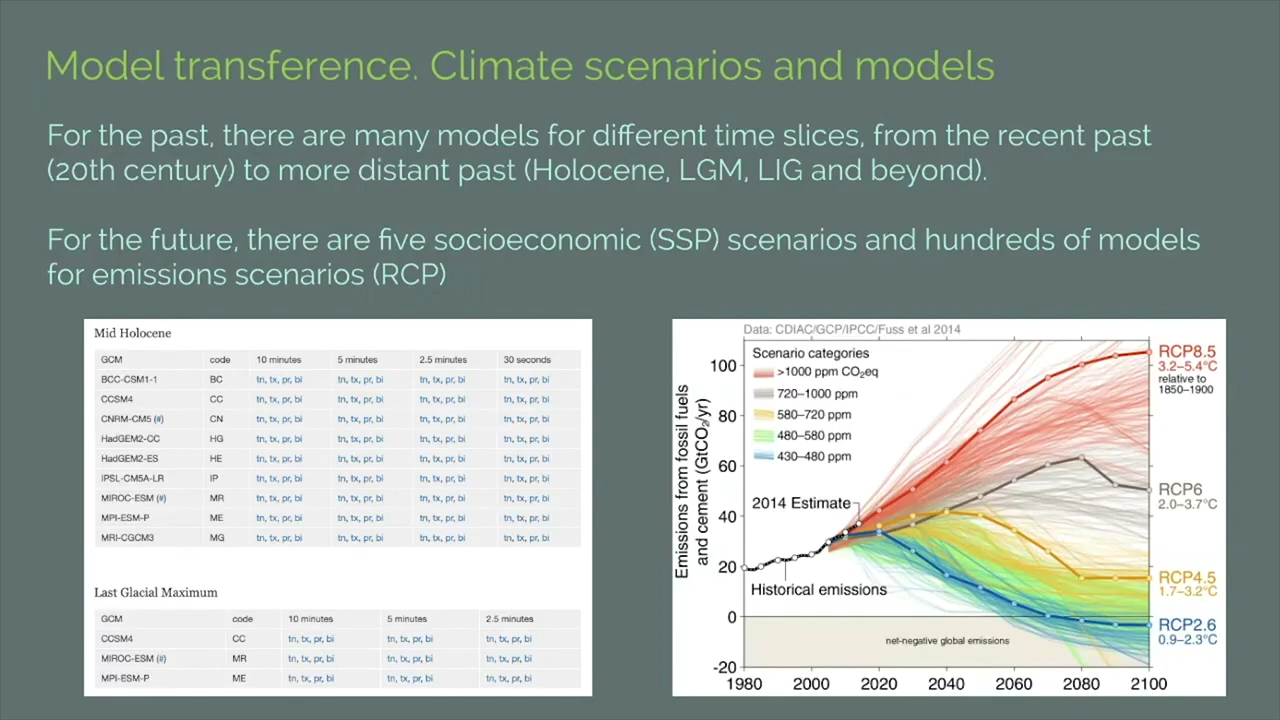 Model transference. Climate scenarios and models
For the past, there are many models for different time slices, from the recent past
(20th century) to more distant past (Holocene, LGM, LIG and beyond).
For the future, there are five socioeconomic (SSP) scenarios and hundreds of models
for emissions scenarios (RCP)
Mid Holocene
GCM code 10 minutes 5 minutes 2.5 minutes 30 seconds
BCC-CSM1-1 BC tn, tx, pr, bi tn, tx, pr, bi tn, tx, pr, bi tn, tx, pr, bi
CCSM4 CC tn, tx, pr, bi tn, tx, pr, bi tn, tx, pr, bi tn, tx, pr, bi
CNRM-CM5 (#) CN tn, tx, pr, bi tn, tx, pr, bi tn, tx, pr, bi tn, tx, pr, bi
HadGEM2-CC HG tn, tx, pr, bi tn, tx, pr, bi tn, tx, pr, bi tn, tx, pr, bi
HadGEM2-ES HE tn, tx, pr, bi tn, tx, pr, bi tn, tx, pr, bi tn, tx, pr, bi
IPSL-CM5A-LR IP tn, tx, pr, bi tn, tx, pr, bi tn, tx, pr, bi tn, tx, pr, bi
MIROC-ESM (#) MR tn, tx, pr, bi tn, tx, pr, bi tn, tx, pr, bi tn, tx, pr, bi
MPI-ESM-P ME tn, tx, pr, bi tn, tx, pr, bi tn, tx, pr, bi tn, tx, pr, bi
MRI-CGCM3 MG tn, tx, pr, bi tn, tx, pr, bi tn, tx, pr, bi tn, tx, pr, bi
Last Glacial Maximum
GCM code 10 minutes 5 minutes 2.5 minutes
CCSM4 CC tn, tx, pr, bi tn, tx, pr, bi tn, tx, pr, bi
MIROC-ESM (#) MR tn, tx, pr, bi tn, tx, pr, bi tn, tx, pr, bi
MPI-ESM-P ME tn, tx, pr, bi tn, tx, pr, bi tn, tx, pr, bi
Data: CDIAC/GCP/IPCC/Fuss et al 2014
Emissions from fossil fuels
and cement (GtCO₂/yr)
100
80
60
40
20
0
-20
Scenario categories
>1000 ppm CO₂eq
720–1000 ppm
580–720 ppm
480–580 ppm
430–480 ppm
2014 Estimate
Historical emissions
net-negative global emissions
RCP8.5
3.2–5.4°C
relative to
1850–1900
RCP6
2.0–3.7°C
RCP4.5
1.7–3.2°C
RCP2.6
0.9–2.3°C
1980 2000 2020 2040 2060 2080 2100